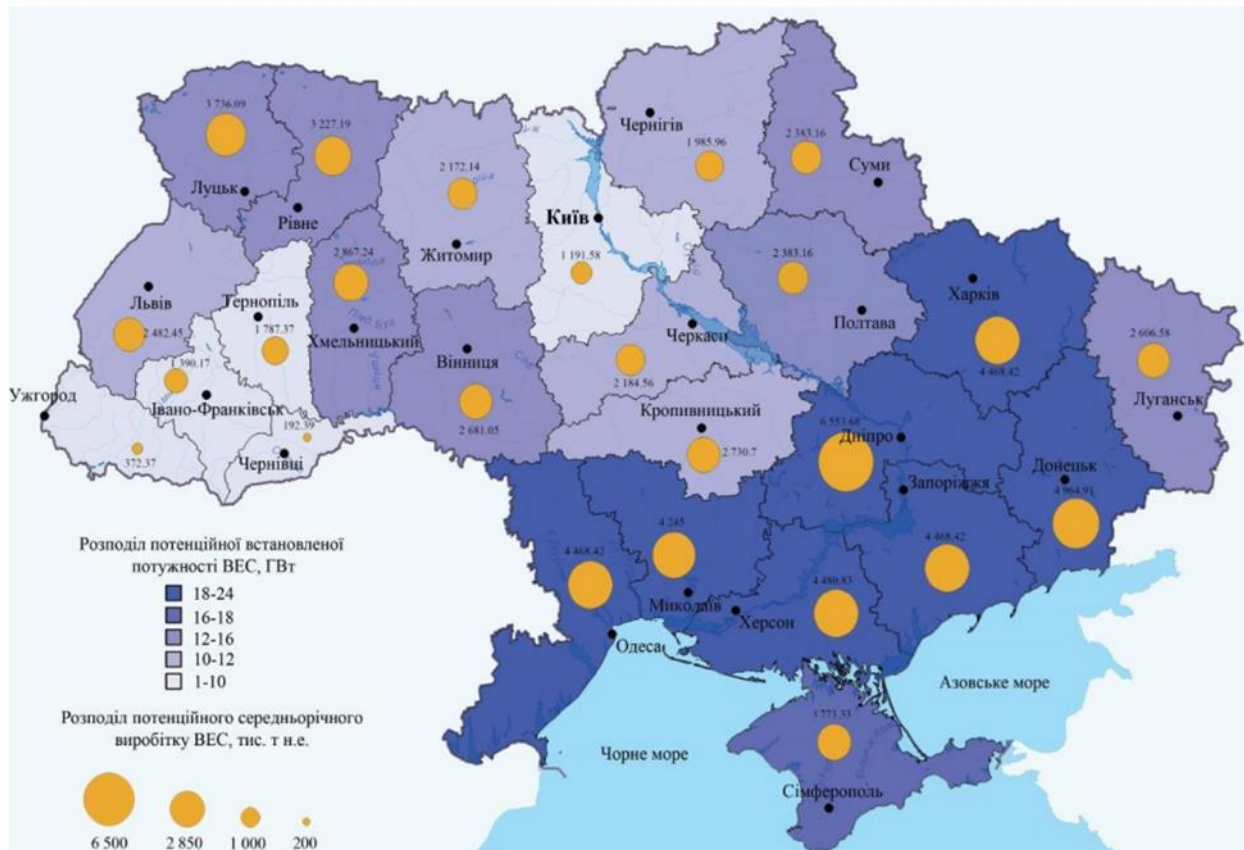 3 736.09
3 227.19
2 172.14
Чернігів
1 985.96
2 383.16
Суми
Луцьк
Рівне
Київ
2 867.24
Житомир
1 191.58
2 383.16
Харків
Львів
Тернопіль
2 482.45
1 787.37
Хмельницький
Вінниця
Черкаси
Полтава
4 468.42
2 606.58
1 390.17
Івано-Франківськ
2 184.56
Ужгород
192.39
2 681.05
Кропивницький
2 730.7
6 553.68
Дніпро
Луганськ
372.37
Чернівці
Запоріжжя
Донецьк
4 964.91
4 468.42
4 245
4 468.42
4 480.83
Миколаїв
Херсон
Одеса
Азовське море
Чорне море
Сімферополь
Розподіл потенційної встановленої
потужності ВЕС, ГВт
18-24
16-18
12-16
10-12
1-10
Розподіл потенційного середньорічного
виробітку ВЕС, тис. т н.е.
6 500
2 850
1 000
200